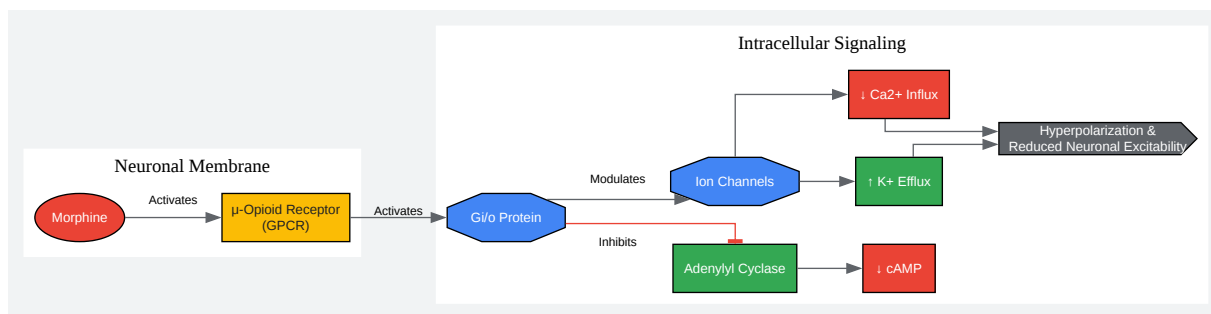 Intracellular Signaling
Neuronal Membrane
Morphine
Activates
μ-Opioid Receptor
(GPCR)
Activates
Gi/o Protein
Modulates
Inhibits
Ion Channels
Adenylyl Cyclase
↓ Ca2+ Influx
↑ K+ Efflux
↓ cAMP
Hyperpolarization &
Reduced Neuronal Excitability